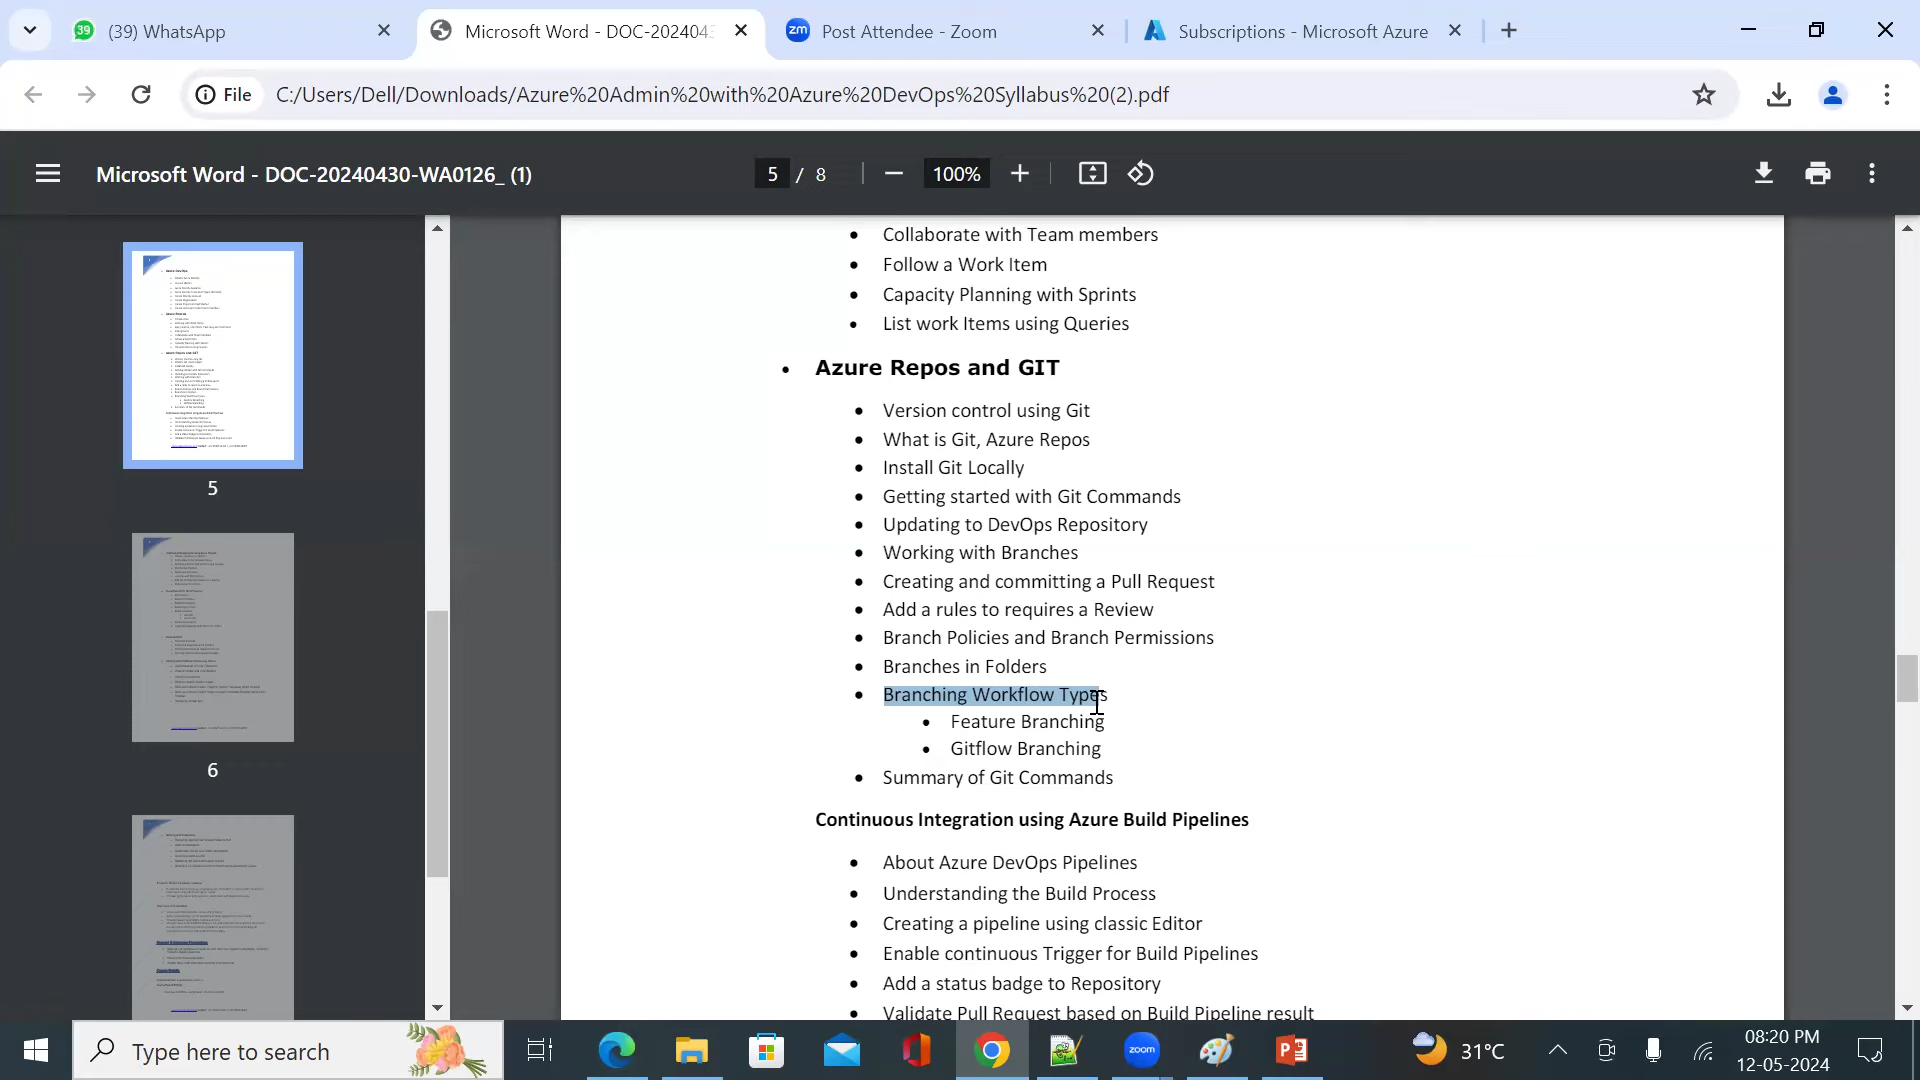 39
(39) WhatsApp
Microsoft Word - DOC-202404
zm
Post Attendee - Zoom
Subscriptions - Microsoft Azure
File
C:/Users/Dell/Downloads/Azure%20Admin%20with%20Azure%20DevOps%20Syllabus%20(2).pdf
Microsoft Word - DOC-20240430-WA0126_ (1)
5 / 8
100%
5
6
• Collaborate with Team members
• Follow a Work Item
• Capacity Planning with Sprints
• List work Items using Queries
• Azure Repos and GIT
• Version control using Git
• What is Git, Azure Repos
• Install Git Locally
• Getting started with Git Commands
• Updating to DevOps Repository
• Working with Branches
• Creating and committing a Pull Request
• Add a rules to requires a Review
• Branch Policies and Branch Permissions
• Branches in Folders
• Branching Workflow Types
• Feature Branching
• Gitflow Branching
• Summary of Git Commands
Continuous Integration using Azure Build Pipelines
• About Azure DevOps Pipelines
• Understanding the Build Process
• Creating a pipeline using classic Editor
• Enable continuous Trigger for Build Pipelines
• Add a status badge to Repository
• Validate Pull Request based on Build Pipeline result
Type here to search
zoom
31°C
08:20 PM
12-05-2024